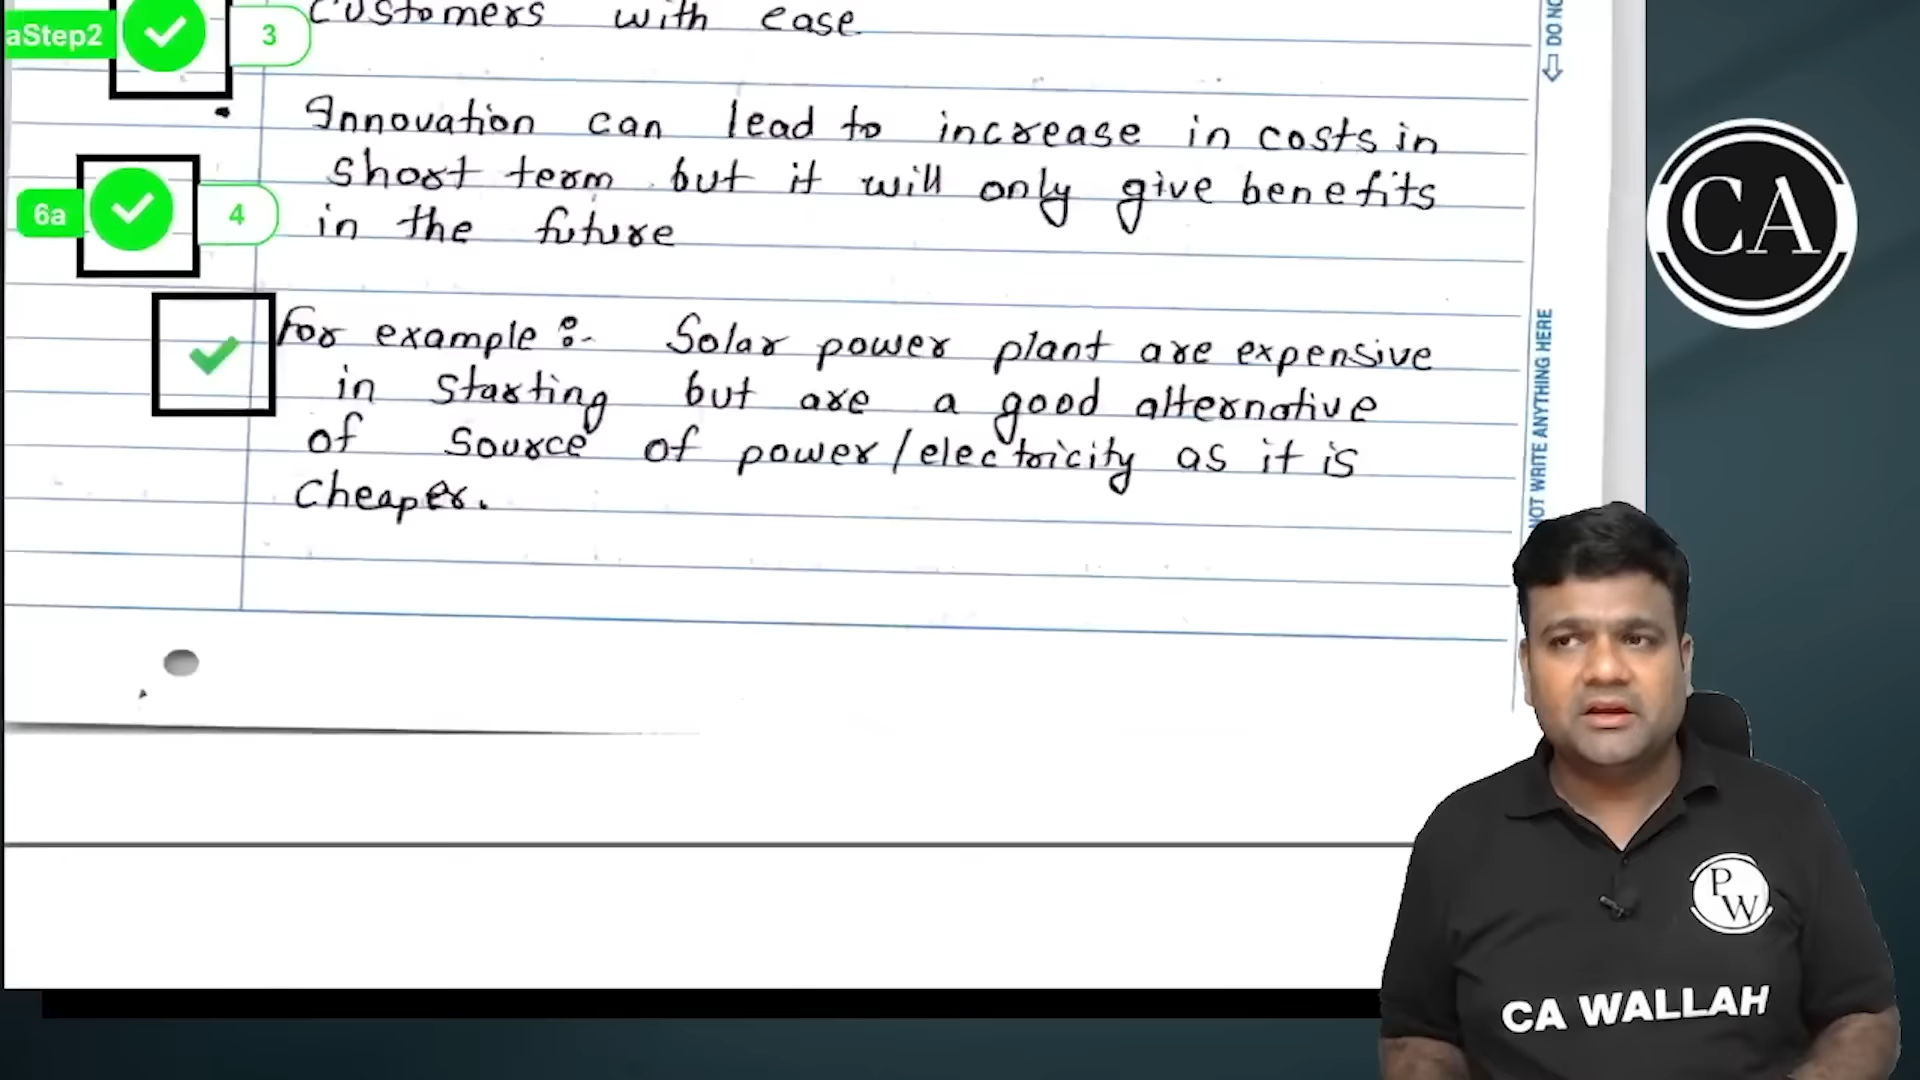 Customers with ease
aStep2
3
Innovation can lead to increase in costs in
short term but it will only give benefits
in the future
6a
4
for example :- Solar power plant are expensive
in starting but are a good alternative
of source of power/electricity as it is
cheaper.
DO NO
NOT WRITE ANYTHING HERE
CA
PW
CA WALLAH